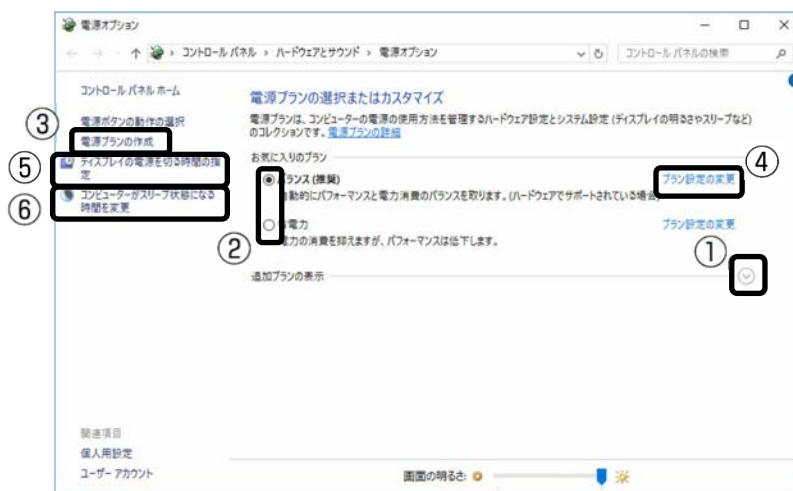 電源オプション
コントロール パネル › ハードウェアとサウンド › 電源オプション
コントロール パネルの検索
コントロール パネル ホーム
③
電源ボタンの動作の選択
電源プランの作成
⑤
ディスプレイの電源を切る時間の指
定
⑥
コンピューターがスリープ状態になる
時間を変更
電源プランの選択またはカスタマイズ
電源プランは、コンピューターの電源の使用方法を管理するハードウェア設定とシステム設定 (ディスプレイの明るさやスリープなど)
のコレクションです。電源プランの詳細
お気に入りのプラン
④
バランス (推奨)
プラン設定の変更
自動的にパフォーマンスと電力消費のバランスを取ります。(ハードウェアでサポートされている場合)
省電力
プラン設定の変更
電力の消費を抑えますが、パフォーマンスは低下します。
②
①
追加プランの表示
関連項目
個人用設定
ユーザー アカウント
画面の明るさ: